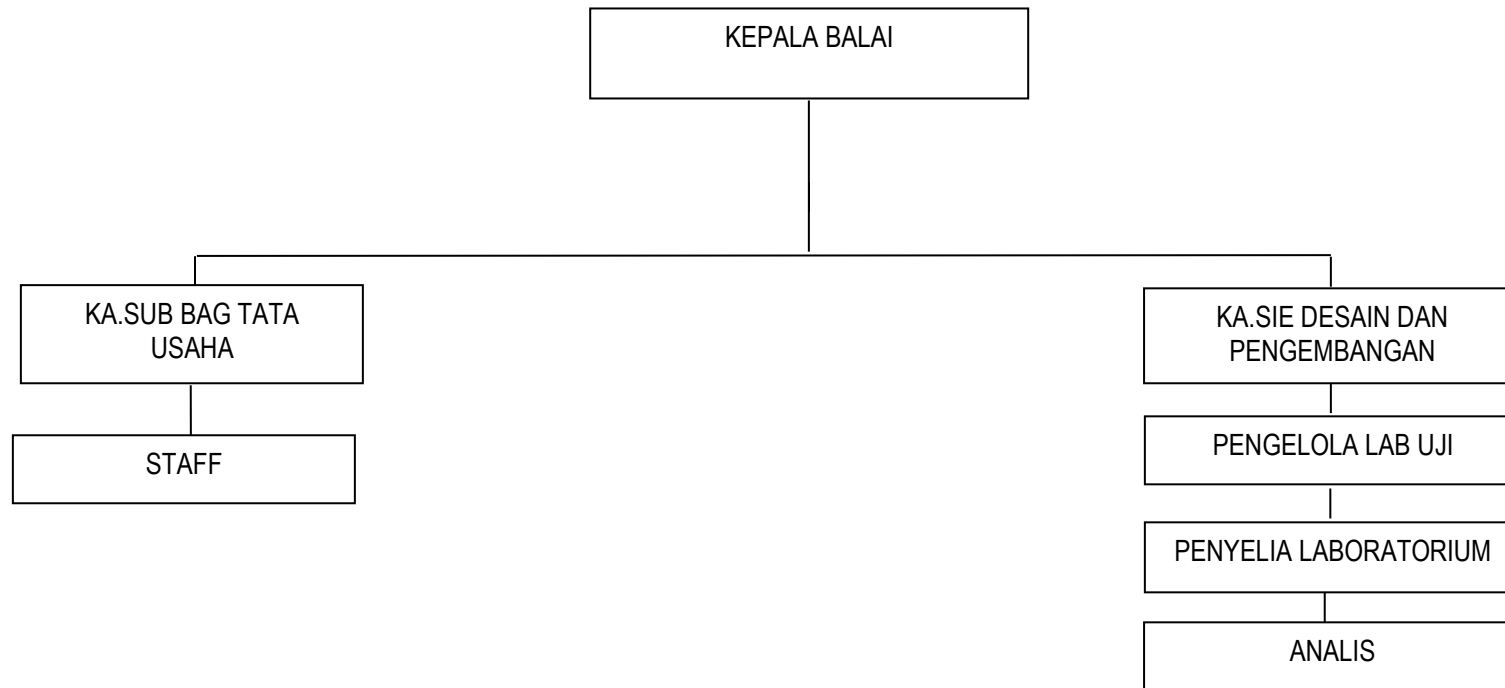 KEPALA BALAI
KA.SUB BAG TATA
USAHA
STAFF
KA.SIE DESAIN DAN
PENGEMBANGAN
PENGELOLA LAB UJI
PENYELIA LABORATORIUM
ANALIS